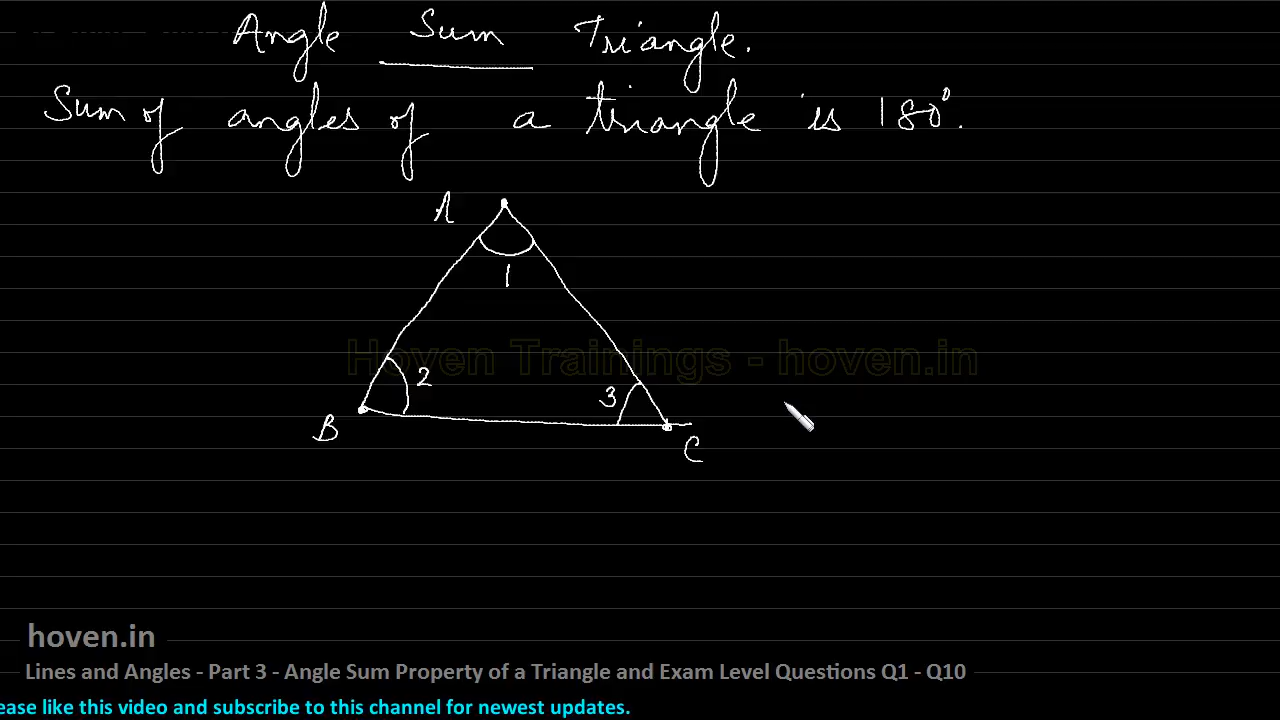 Angle Sum Triangle.
Sum of angles of a triangle is 180°.
A
1
Hoven Trainings - hoven.in
2
3
B
C
hoven.in
Lines and Angles - Part 3 - Angle Sum Property of a Triangle and Exam Level Questions Q1 - Q10
ease like this video and subscribe to this channel for newest updates.